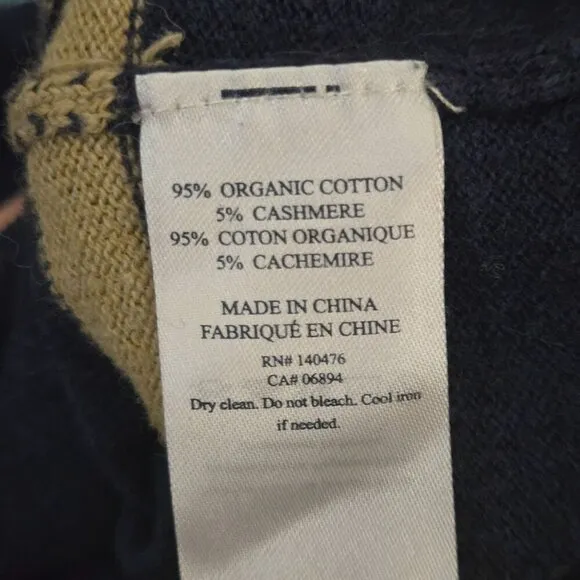 95% ORGANIC COTTON
5% CASHMERE
95% COTON ORGANIQUE
5% CACHEMIRE
MADE IN CHINA
FABRIQUÉ EN CHINE
RN# 140476
CA# 06894
Dry clean. Do not bleach. Cool iron
if needed.